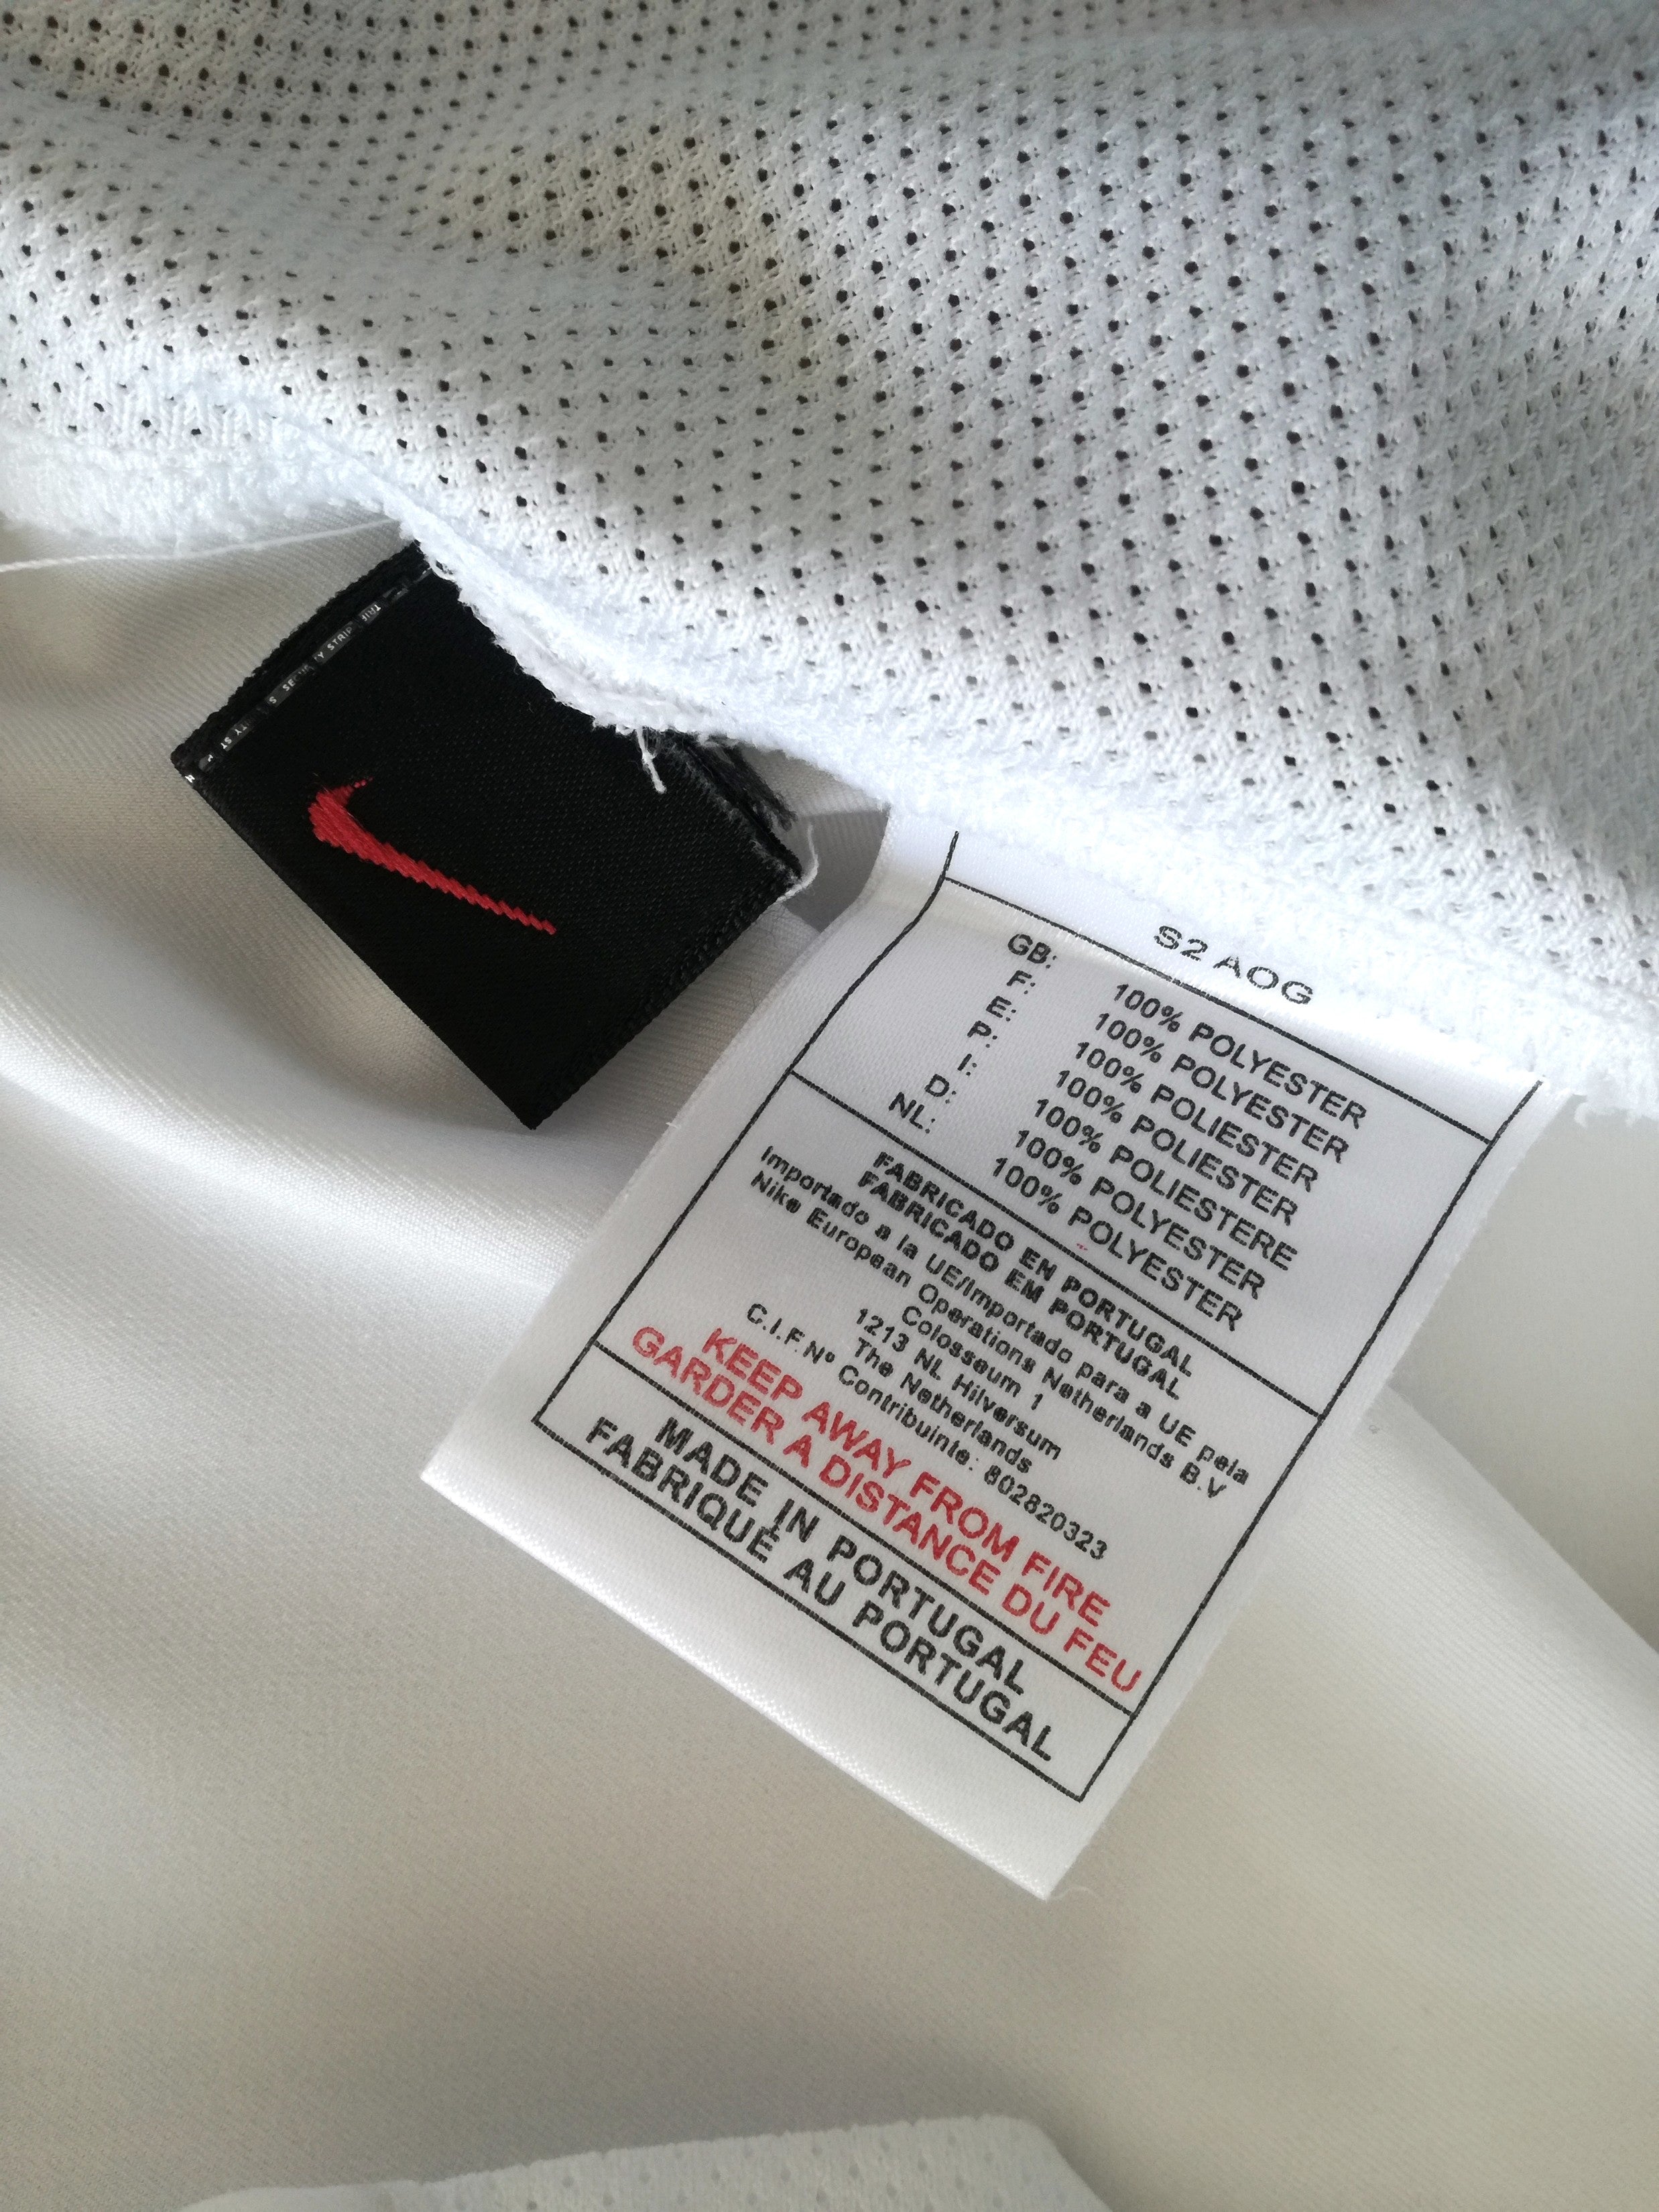 SECURITY STRIP
S2 AOG
GB: 100% POLYESTER
F: 100% POLYESTER
E: 100% POLIESTER
P: 100% POLIESTER
I: 100% POLIESTERE
D: 100% POLYESTER
NL: 100% POLYESTER
FABRICADO EN PORTUGAL
FABRICADO EM PORTUGAL
Importado a la UE/Importado para a UE pela
Nike European Operations Netherlands B.V
Colosseum 1
1213 NL Hilversum
The Netherlands
C.I.F. Nº Contribuinte: 802820323
KEEP AWAY FROM FIRE
GARDER A DISTANCE DU FEU
MADE IN PORTUGAL
FABRIQUÉ AU PORTUGAL